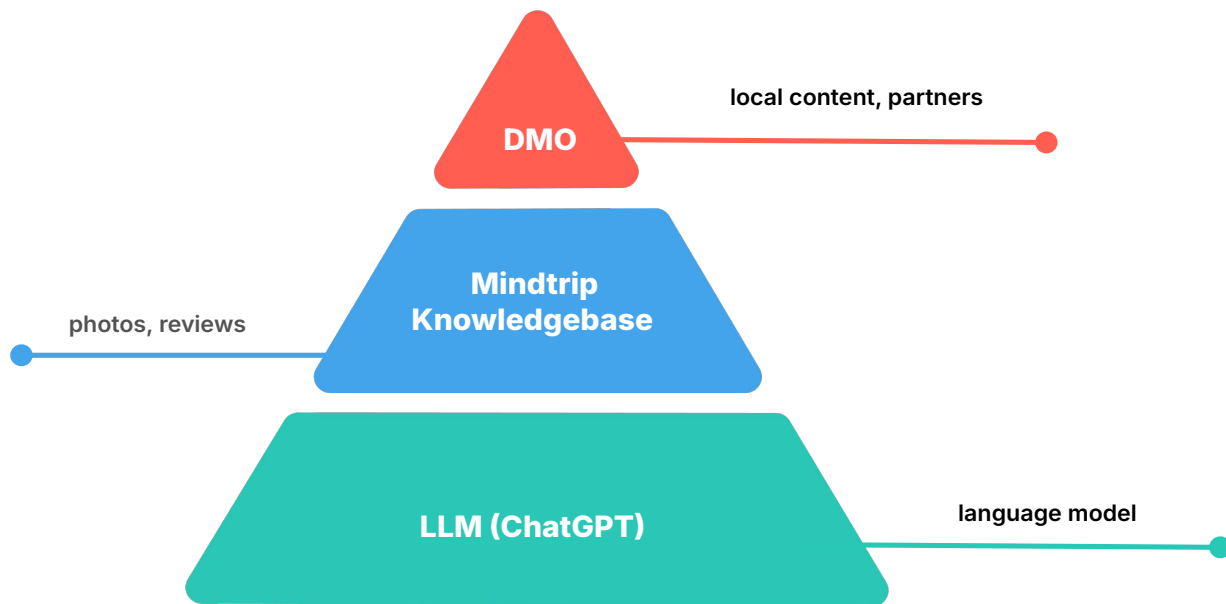 local content, partners
DMO
Mindtrip
Knowledgebase
photos, reviews
language model
LLM (ChatGPT)